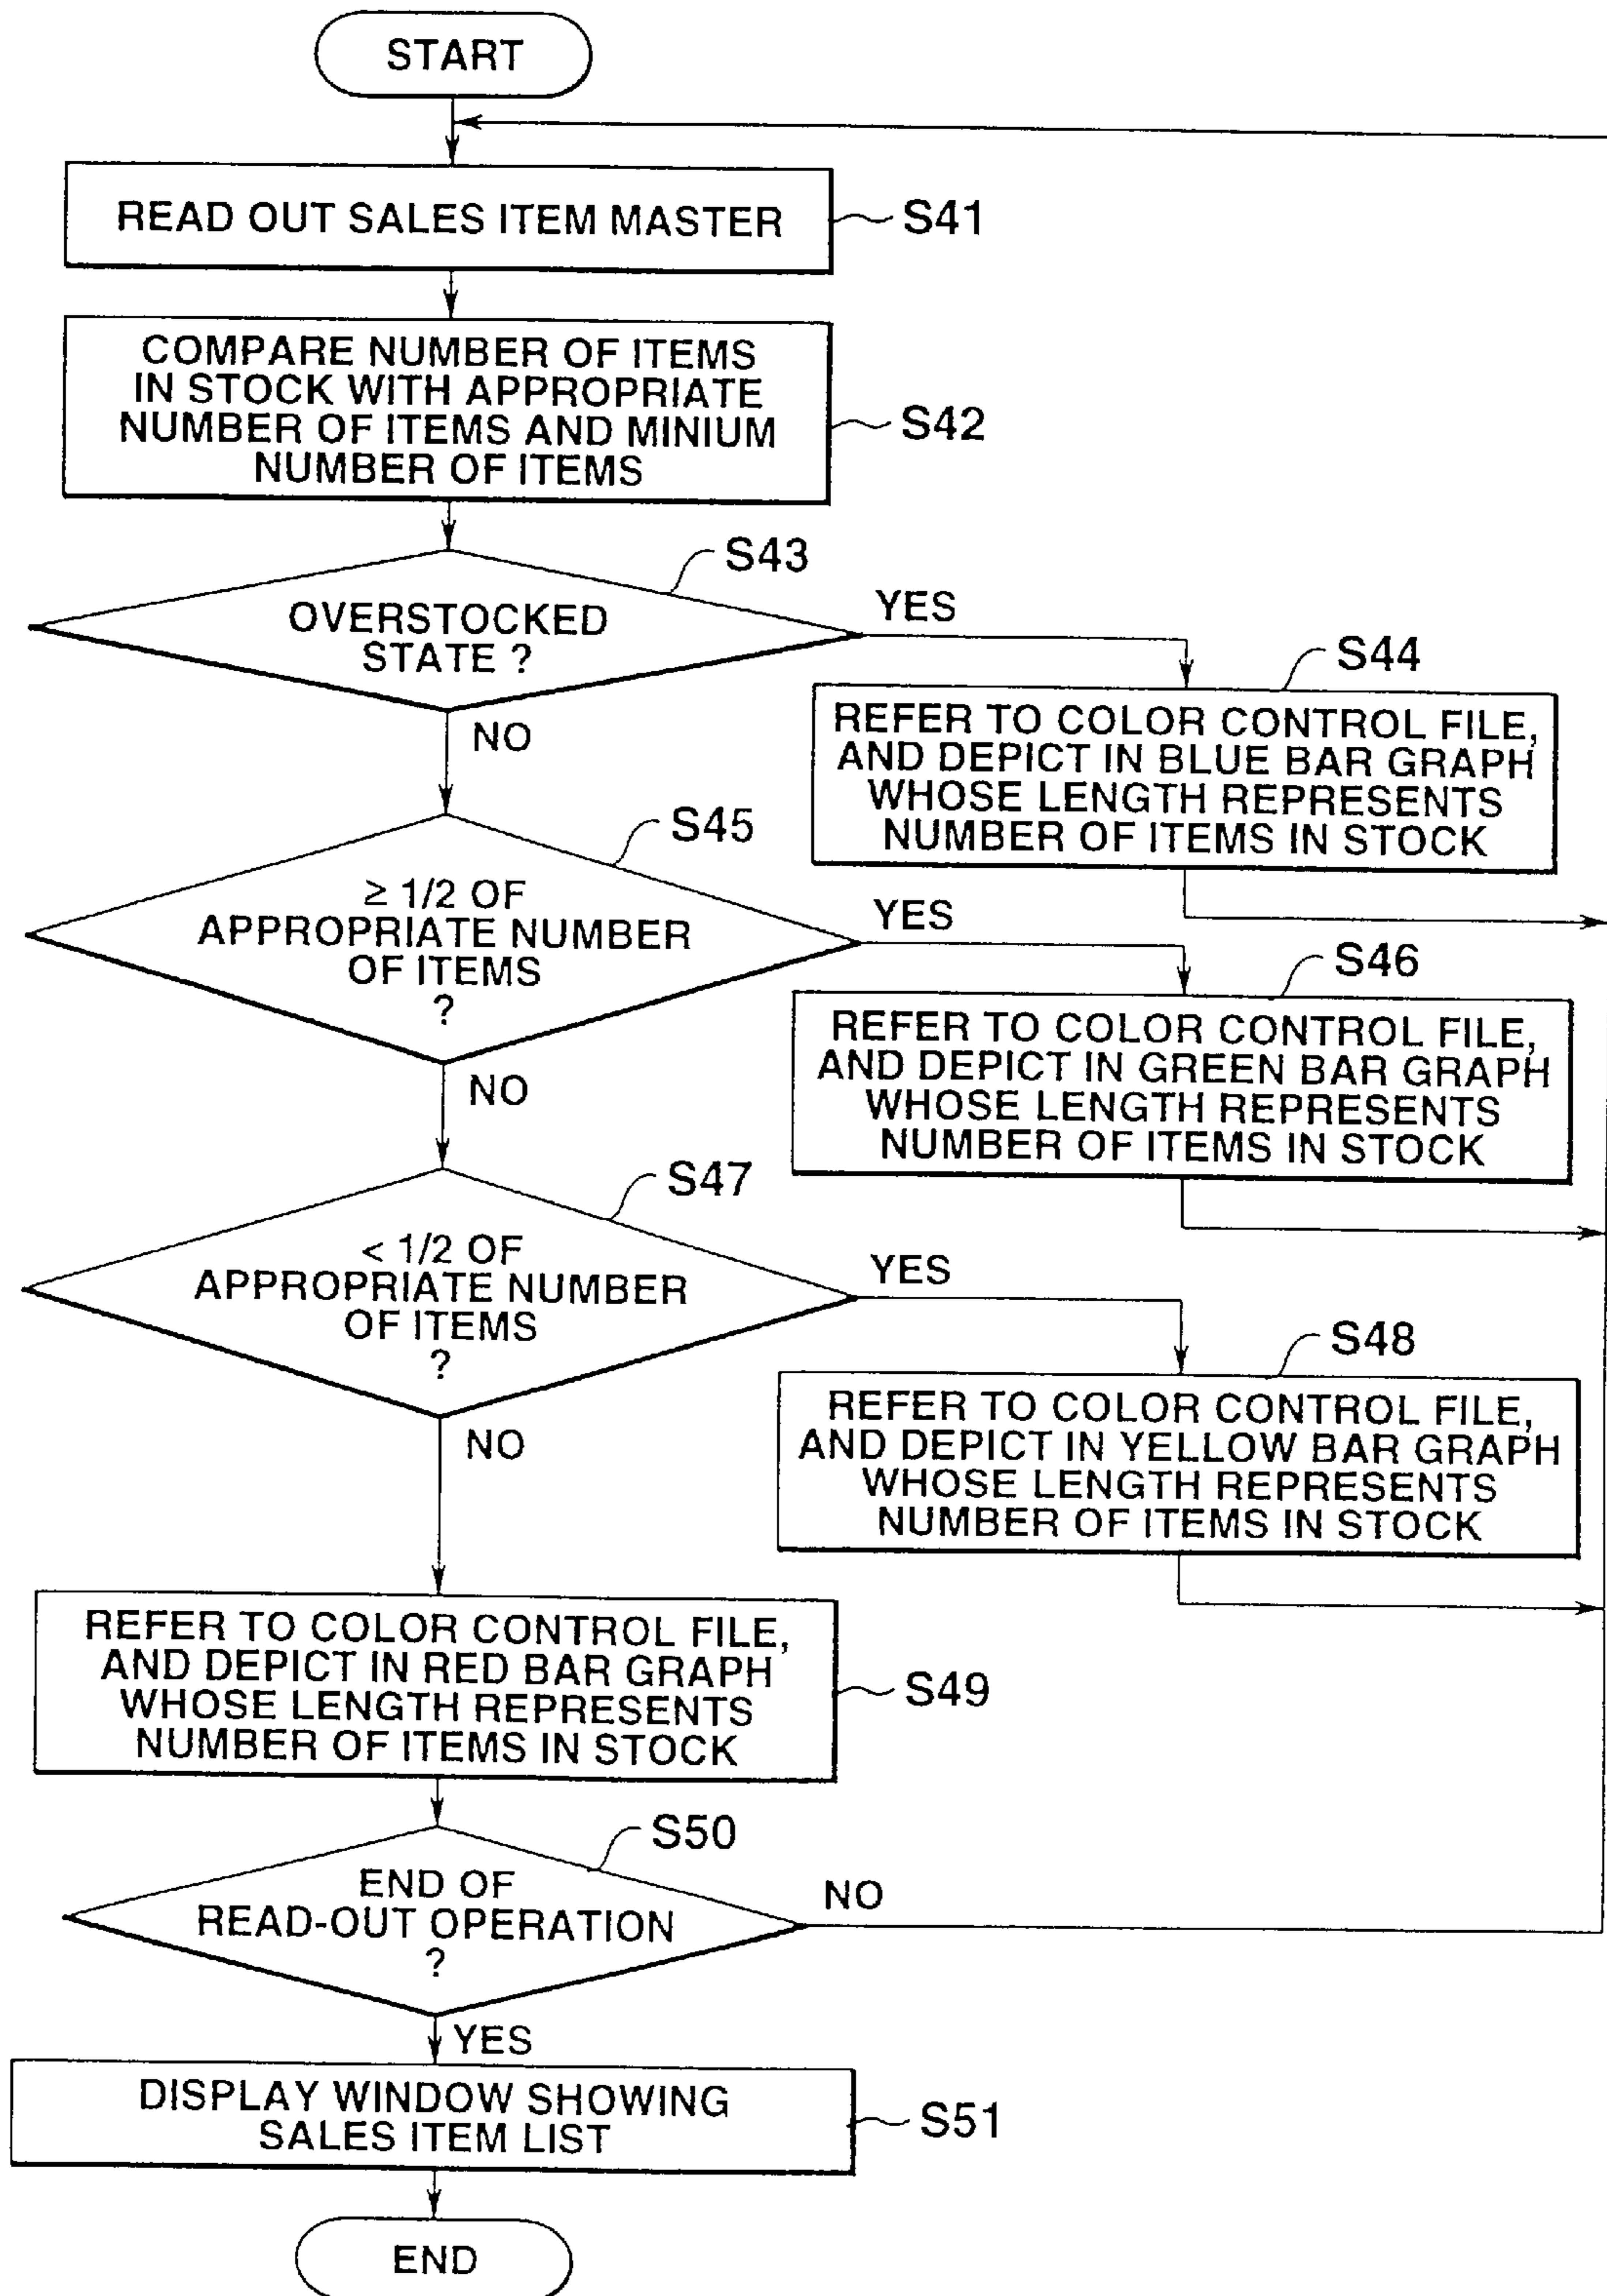 START
READ OUT SALES ITEM MASTER
S41
COMPARE NUMBER OF ITEMS
IN STOCK WITH APPROPRIATE
NUMBER OF ITEMS AND MINIUM
NUMBER OF ITEMS
S42
S43
OVERSTOCKED
STATE ?
YES
NO
S44
REFER TO COLOR CONTROL FILE,
AND DEPICT IN BLUE BAR GRAPH
WHOSE LENGTH REPRESENTS
NUMBER OF ITEMS IN STOCK
S45
≥ 1/2 OF
APPROPRIATE NUMBER
OF ITEMS
?
YES
NO
S46
REFER TO COLOR CONTROL FILE,
AND DEPICT IN GREEN BAR GRAPH
WHOSE LENGTH REPRESENTS
NUMBER OF ITEMS IN STOCK
S47
< 1/2 OF
APPROPRIATE NUMBER
OF ITEMS
?
YES
NO
S48
REFER TO COLOR CONTROL FILE,
AND DEPICT IN YELLOW BAR GRAPH
WHOSE LENGTH REPRESENTS
NUMBER OF ITEMS IN STOCK
REFER TO COLOR CONTROL FILE,
AND DEPICT IN RED BAR GRAPH
WHOSE LENGTH REPRESENTS
NUMBER OF ITEMS IN STOCK
S49
S50
END OF
READ-OUT OPERATION
?
NO
YES
DISPLAY WINDOW SHOWING
SALES ITEM LIST
S51
END